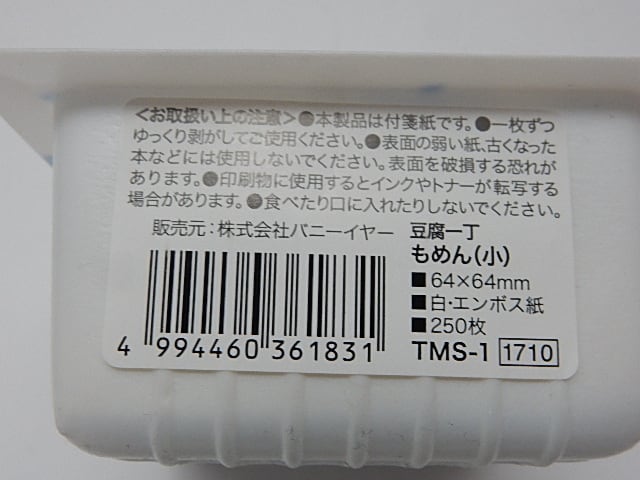 <お取扱い上の注意>●本製品は付箋紙です。●一枚ずつ
ゆっくり剥がしてご使用ください。●表面の弱い紙、古くなった
本などには使用しないでください。表面を破損する恐れが
あります。●印刷物に使用するとインクやトナーが転写する
場合があります。●食べたり口に入れたりしないでください。
販売元:株式会社バニーイヤー
豆腐一丁
もめん(小)
■64×64mm
■白・エンボス紙
■250枚
TMS-1 1710
4 994460 361831